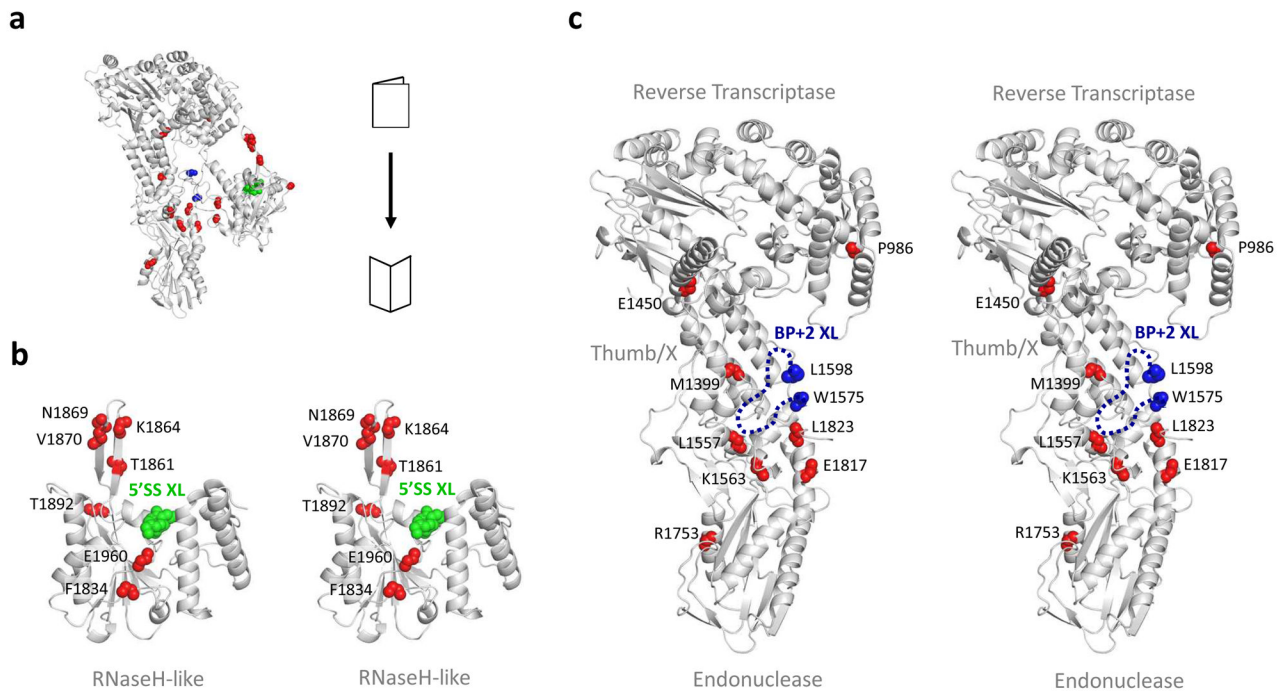 a
b
N1869
V1870
K1864
T1861
5'SS XL
T1892
E1960
F1834
RNaseH-like
N1869
V1870
K1864
T1861
5'SS XL
T1892
E1960
F1834
RNaseH-like
c
Reverse Transcriptase
P986
E1450
BP+2 XL
Thumb/X
L1598
M1399
W1575
L1823
L1557
E1817
K1563
R1753
Endonuclease
Reverse Transcriptase
P986
E1450
BP+2 XL
Thumb/X
L1598
M1399
W1575
L1823
L1557
E1817
K1563
R1753
Endonuclease